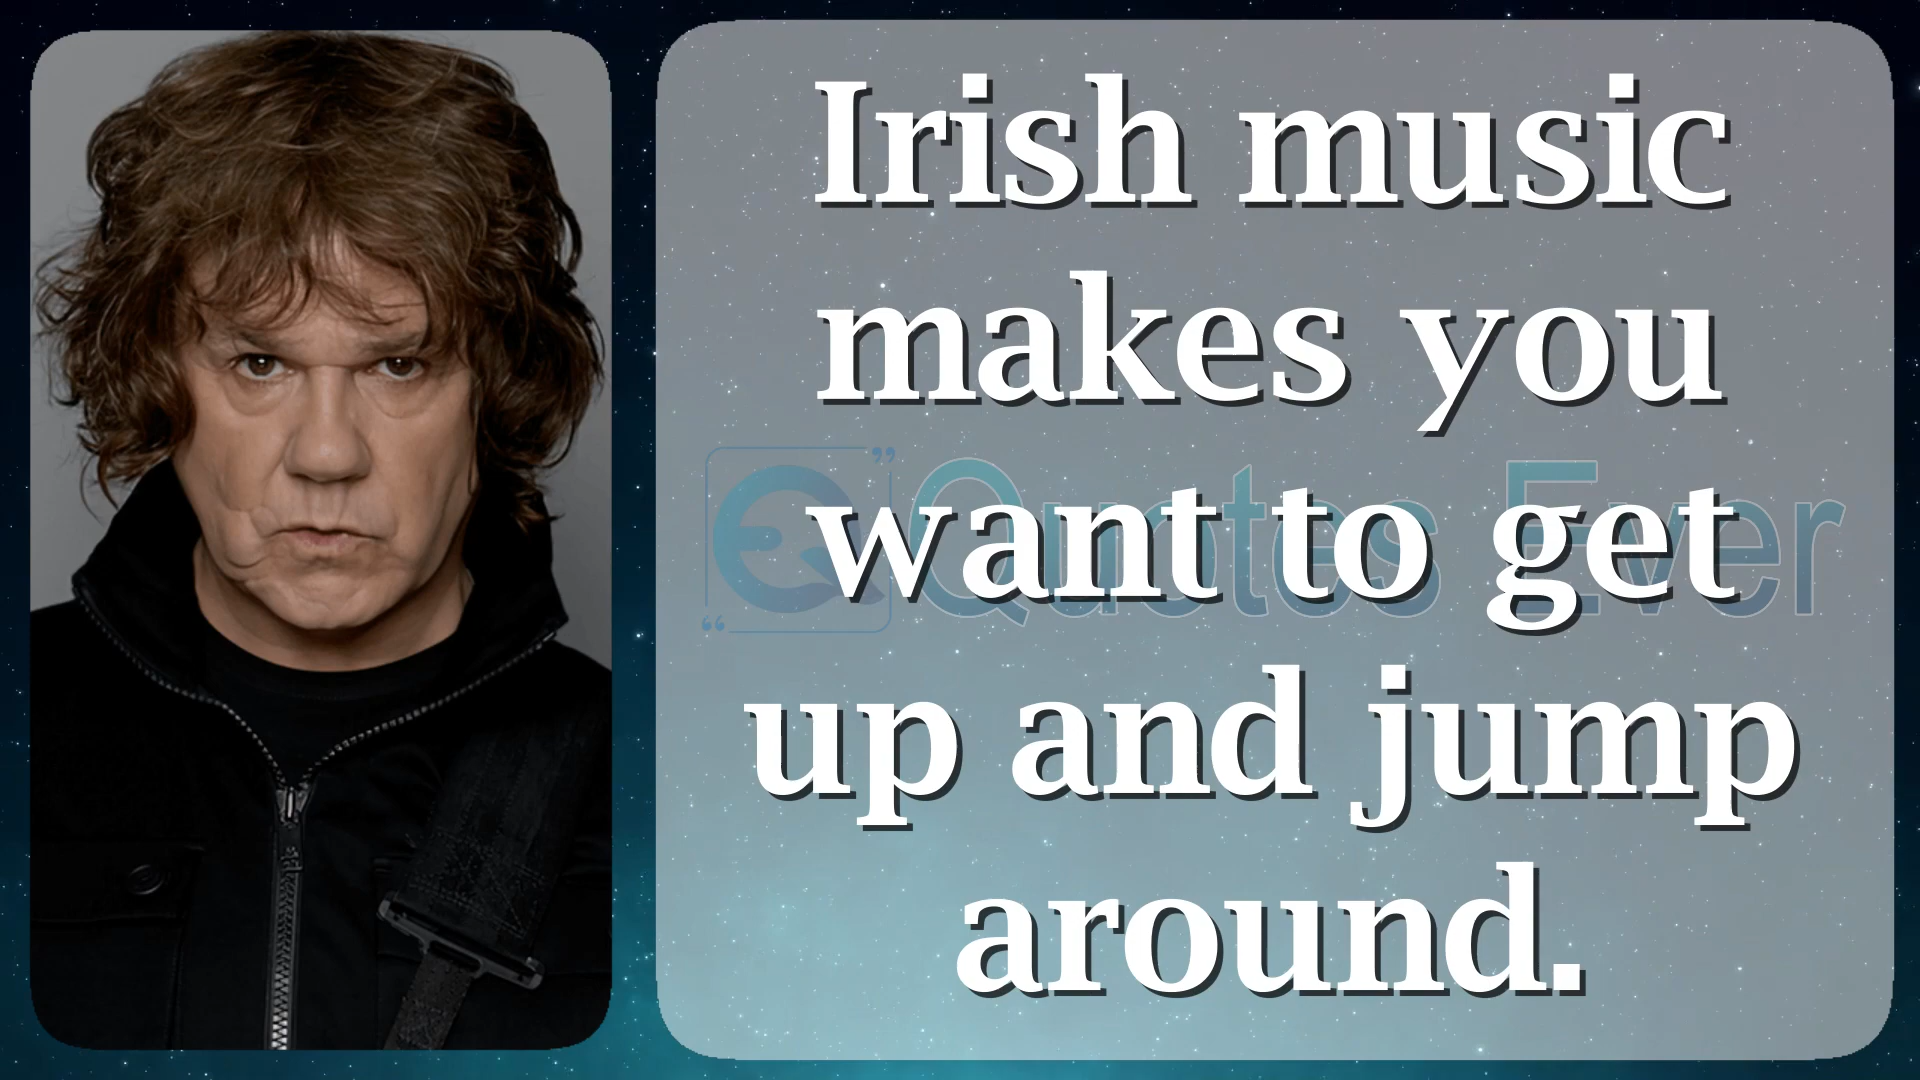 Irish music
makes you
want to get
up and jump
around.
Quotes Ever